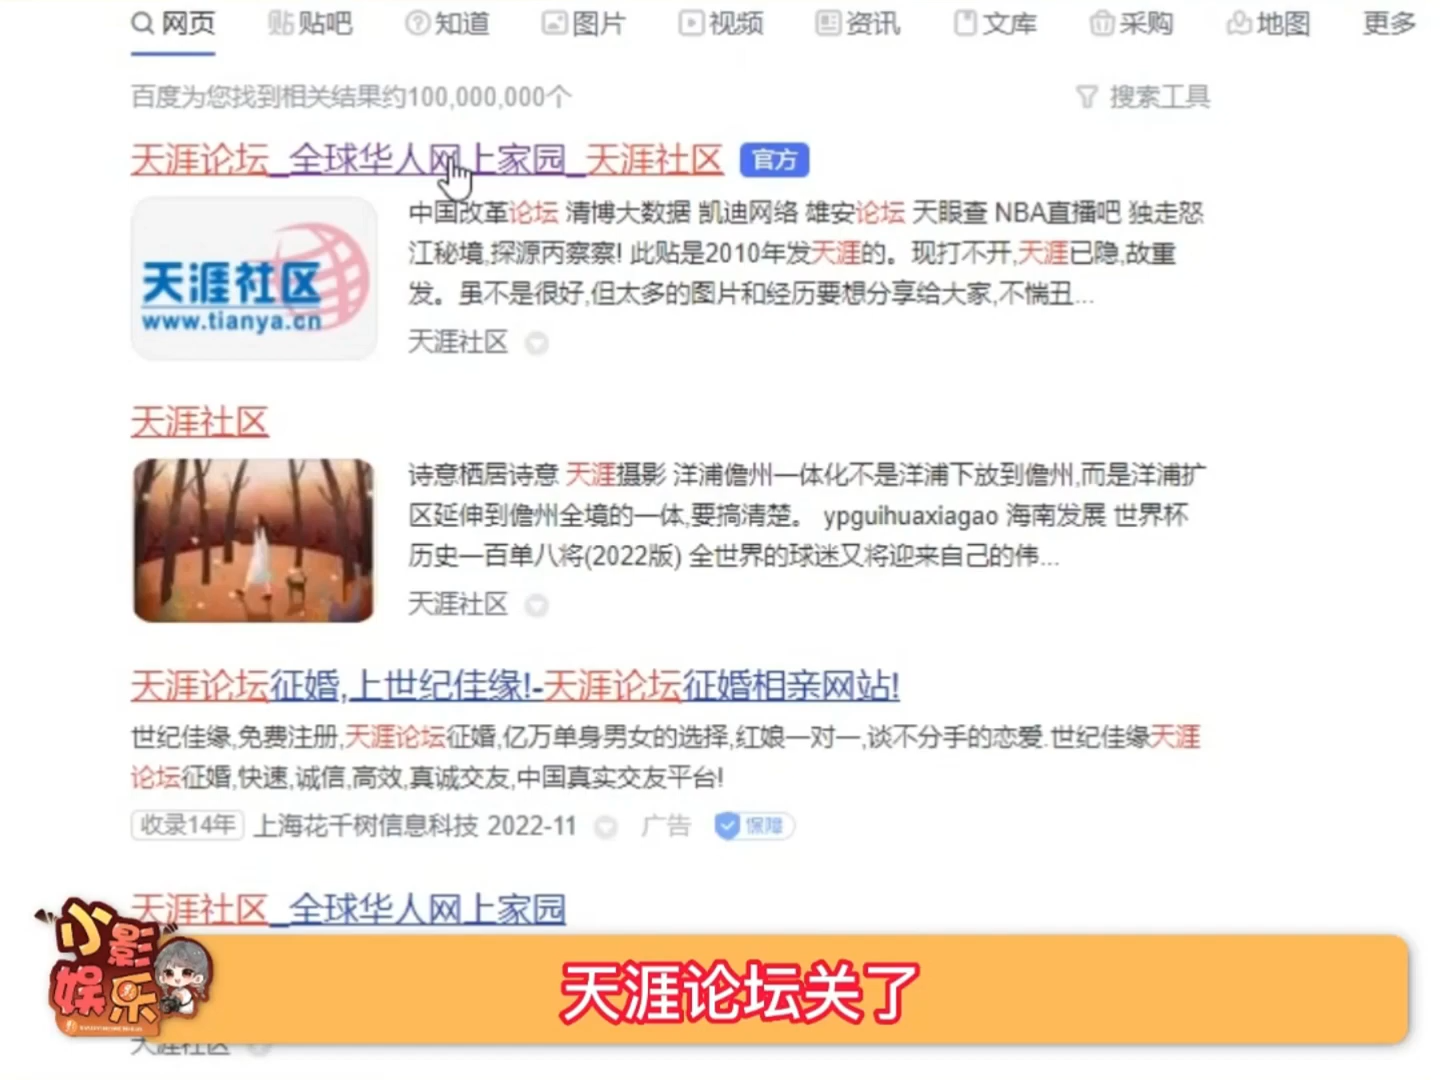 网页 贴吧 知道 图片 视频 资讯 文库 采购 地图 更多
百度为您找到相关结果约100,000,000个 搜索工具
天涯论坛_全球华人网上家园_天涯社区 官方
天涯社区
www.tianya.cn
中国改革论坛 清博大数据 凯迪网络 雄安论坛 天眼查 NBA直播吧 独走怒
江秘境,探源丙察察! 此贴是2010年发天涯的。现打不开,天涯已隐,故重
发。虽不是很好,但太多的图片和经历要想分享给大家,不惴丑...
天涯社区
天涯社区
诗意栖居诗意 天涯摄影 洋浦儋州一体化不是洋浦下放到儋州,而是洋浦扩
区延伸到儋州全境的一体,要搞清楚。 ypguihuaxiagao 海南发展 世界杯
历史一百单八将(2022版) 全世界的球迷又将迎来自己的伟...
天涯社区
天涯论坛征婚,上世纪佳缘!-天涯论坛征婚相亲网站!
世纪佳缘,免费注册,天涯论坛征婚,亿万单身男女的选择,红娘一对一,谈不分手的恋爱.世纪佳缘天涯
论坛征婚,快速,诚信,高效,真诚交友,中国真实交友平台!
收录14年 上海花千树信息科技 2022-11 广告 保障
天涯社区_全球华人网上家园
小影
娱乐
天涯论坛关了
天涯社区